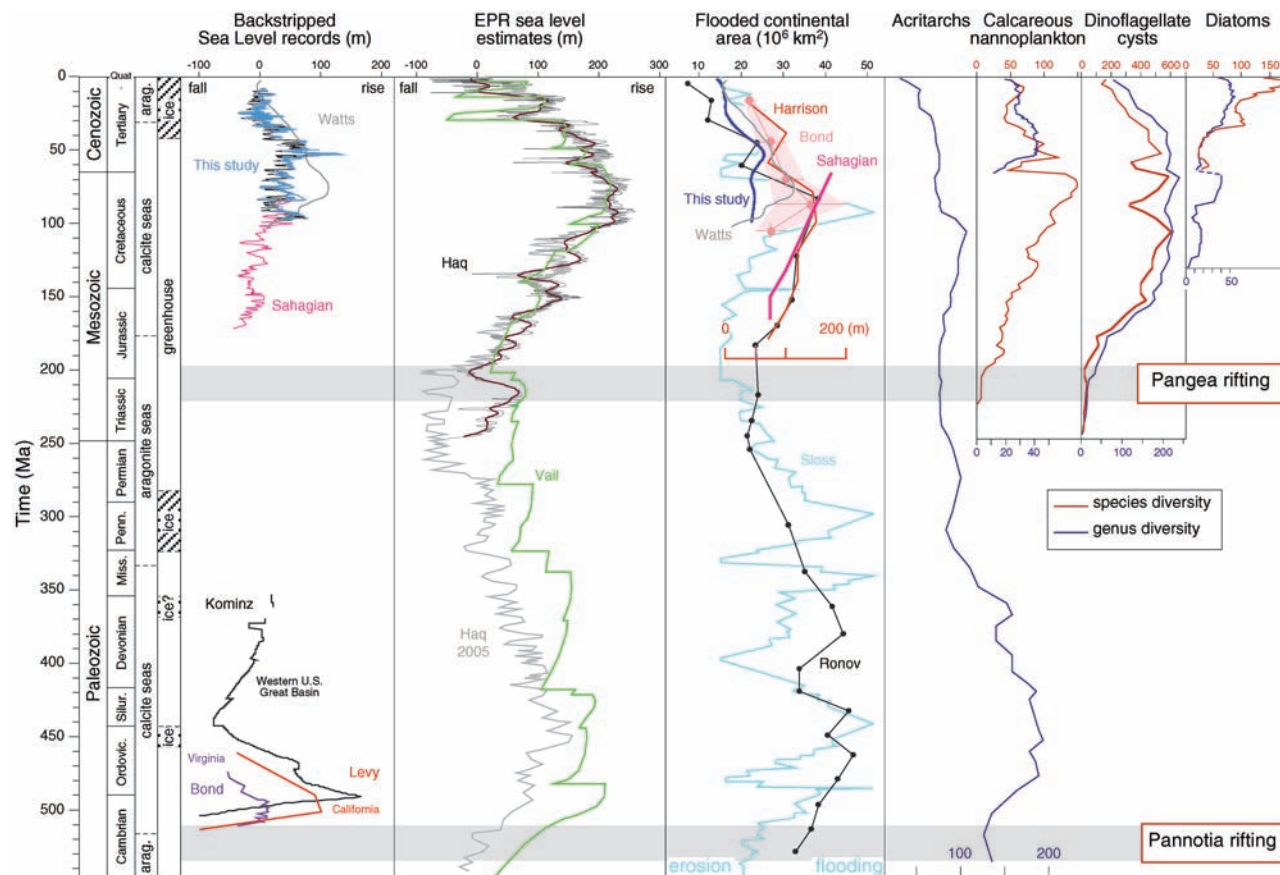 Backstripped
Sea Level records (m)
EPR sea level
estimates (m)
Flooded continental
area (10⁶ km²)
Acritarchs
Calcareous
nannoplankton
Dinoflagellate
cysts
Diatoms
-100 0 100 200
-100 0 100 200 300
10 20 30 40 50
0 50 100
0 200 400 600
0 50 100 150
fall rise
fall rise
Time (Ma)
0
50
100
150
200
250
300
350
400
450
500
Cenozoic
Mesozoic
Paleozoic
Quat
Tertiary
Cretaceous
Jurassic
Triassic
Permian
Penn.
Miss.
Devonian
Silur.
Ordovic.
Cambrian
arag.
calcite seas
aragonite seas
calcite seas
arag.
ice
greenhouse
ice
ice?
ice
Watts
This study
Sahagian
Kominz
Western U.S.
Great Basin
Virginia
Bond
Levy
California
Haq
Vail
Haq
2005
Harrison
Bond
Sahagian
This study
Watts
0 200 (m)
Sloss
Ronov
erosion flooding
0 50
0 20 40
0 100 200
Pangea rifting
species diversity
genus diversity
Pannotia rifting
100 200